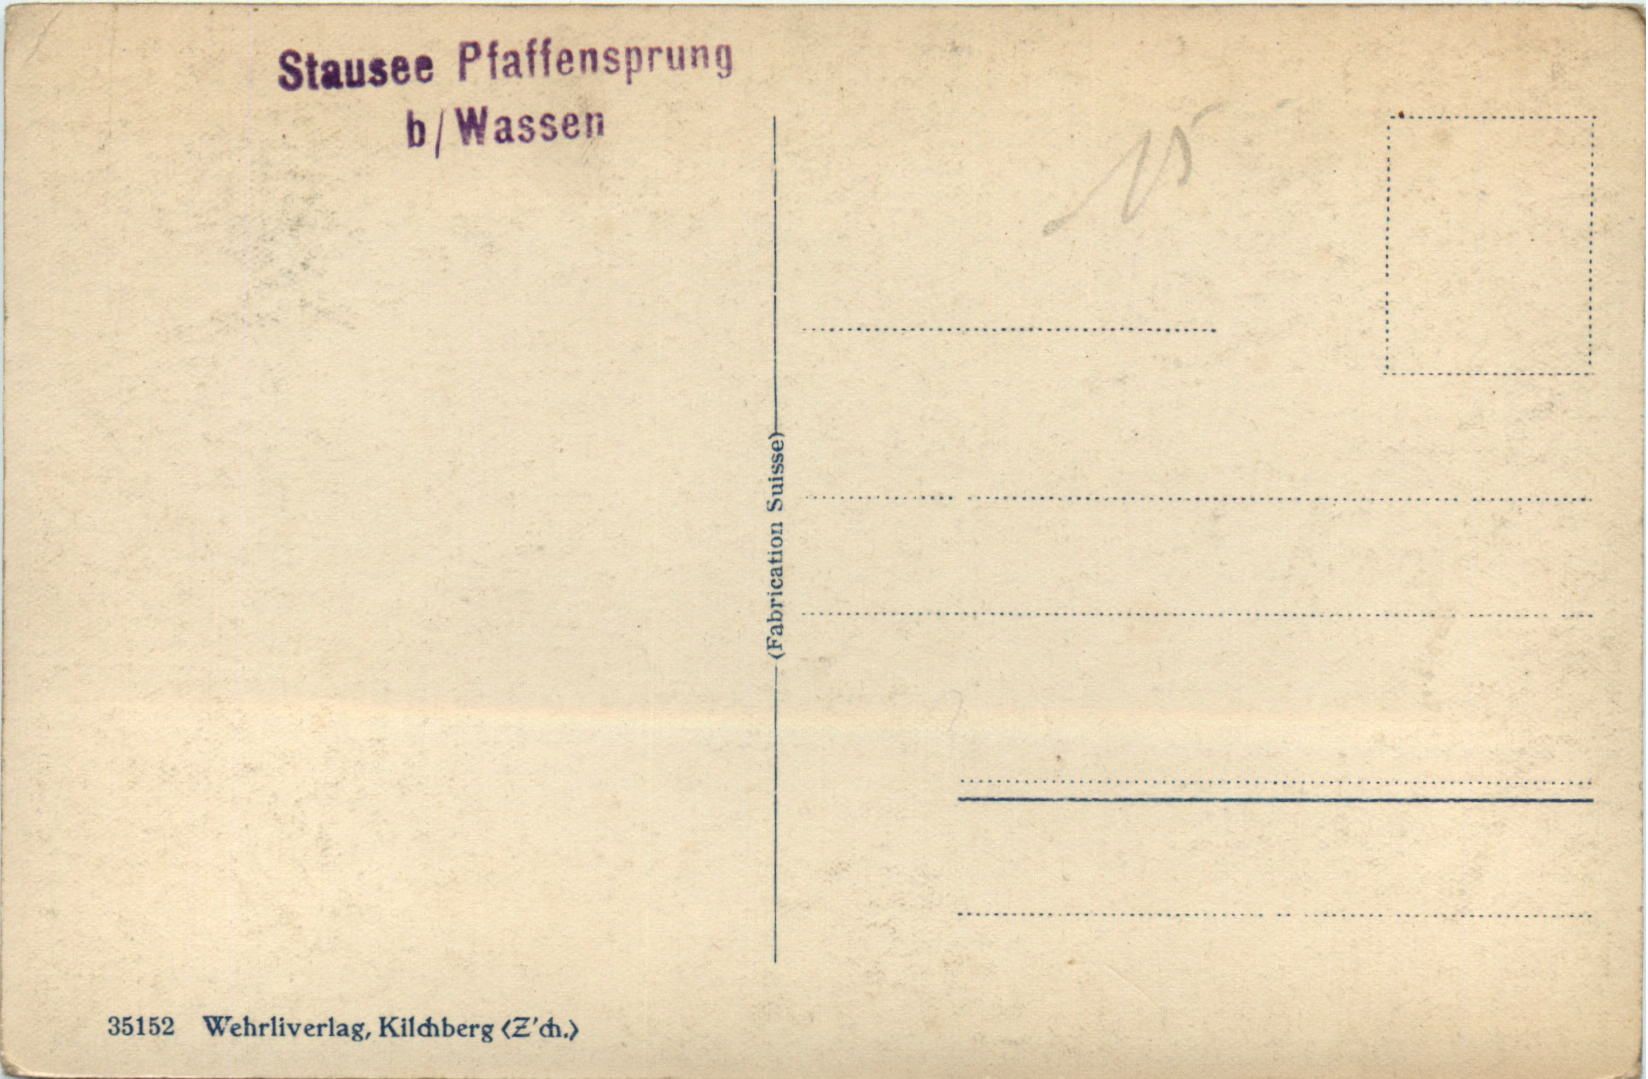 Stausee Pfaffensprung
b/Wassen
15
(Fabrication Suisse)
35152 Wehrliverlag, Kilchberg (Z'ch.)